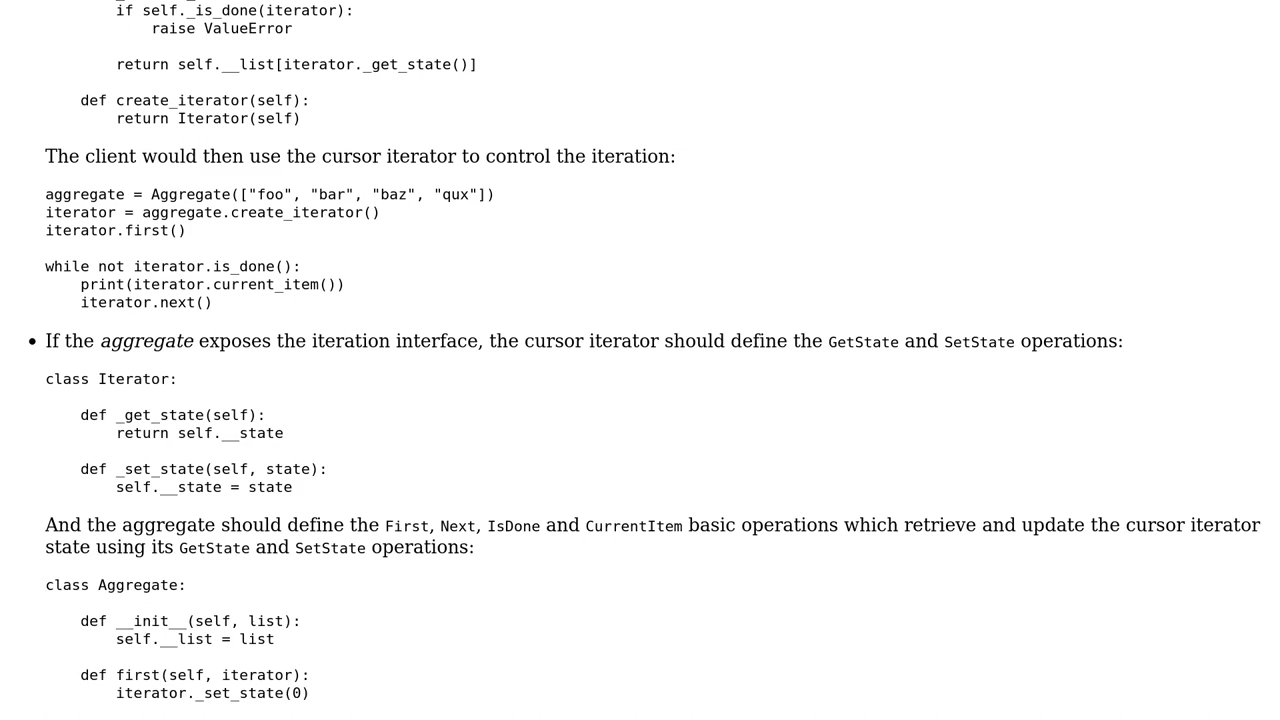 if self._is_done(iterator):
raise ValueError
return self.__list[iterator._get_state()]
def create_iterator(self):
return Iterator(self)
The client would then use the cursor iterator to control the iteration:
aggregate = Aggregate(["foo", "bar", "baz", "qux"])
iterator = aggregate.create_iterator()
iterator.first()
while not iterator.is_done():
print(iterator.current_item())
iterator.next()
• If the aggregate exposes the iteration interface, the cursor iterator should define the GetState and SetState operations:
class Iterator:
def _get_state(self):
return self.__state
def _set_state(self, state):
self.__state = state
And the aggregate should define the First, Next, IsDone and CurrentItem basic operations which retrieve and update the cursor iterator
state using its GetState and SetState operations:
class Aggregate:
def __init__(self, list):
self.__list = list
def first(self, iterator):
iterator._set_state(0)